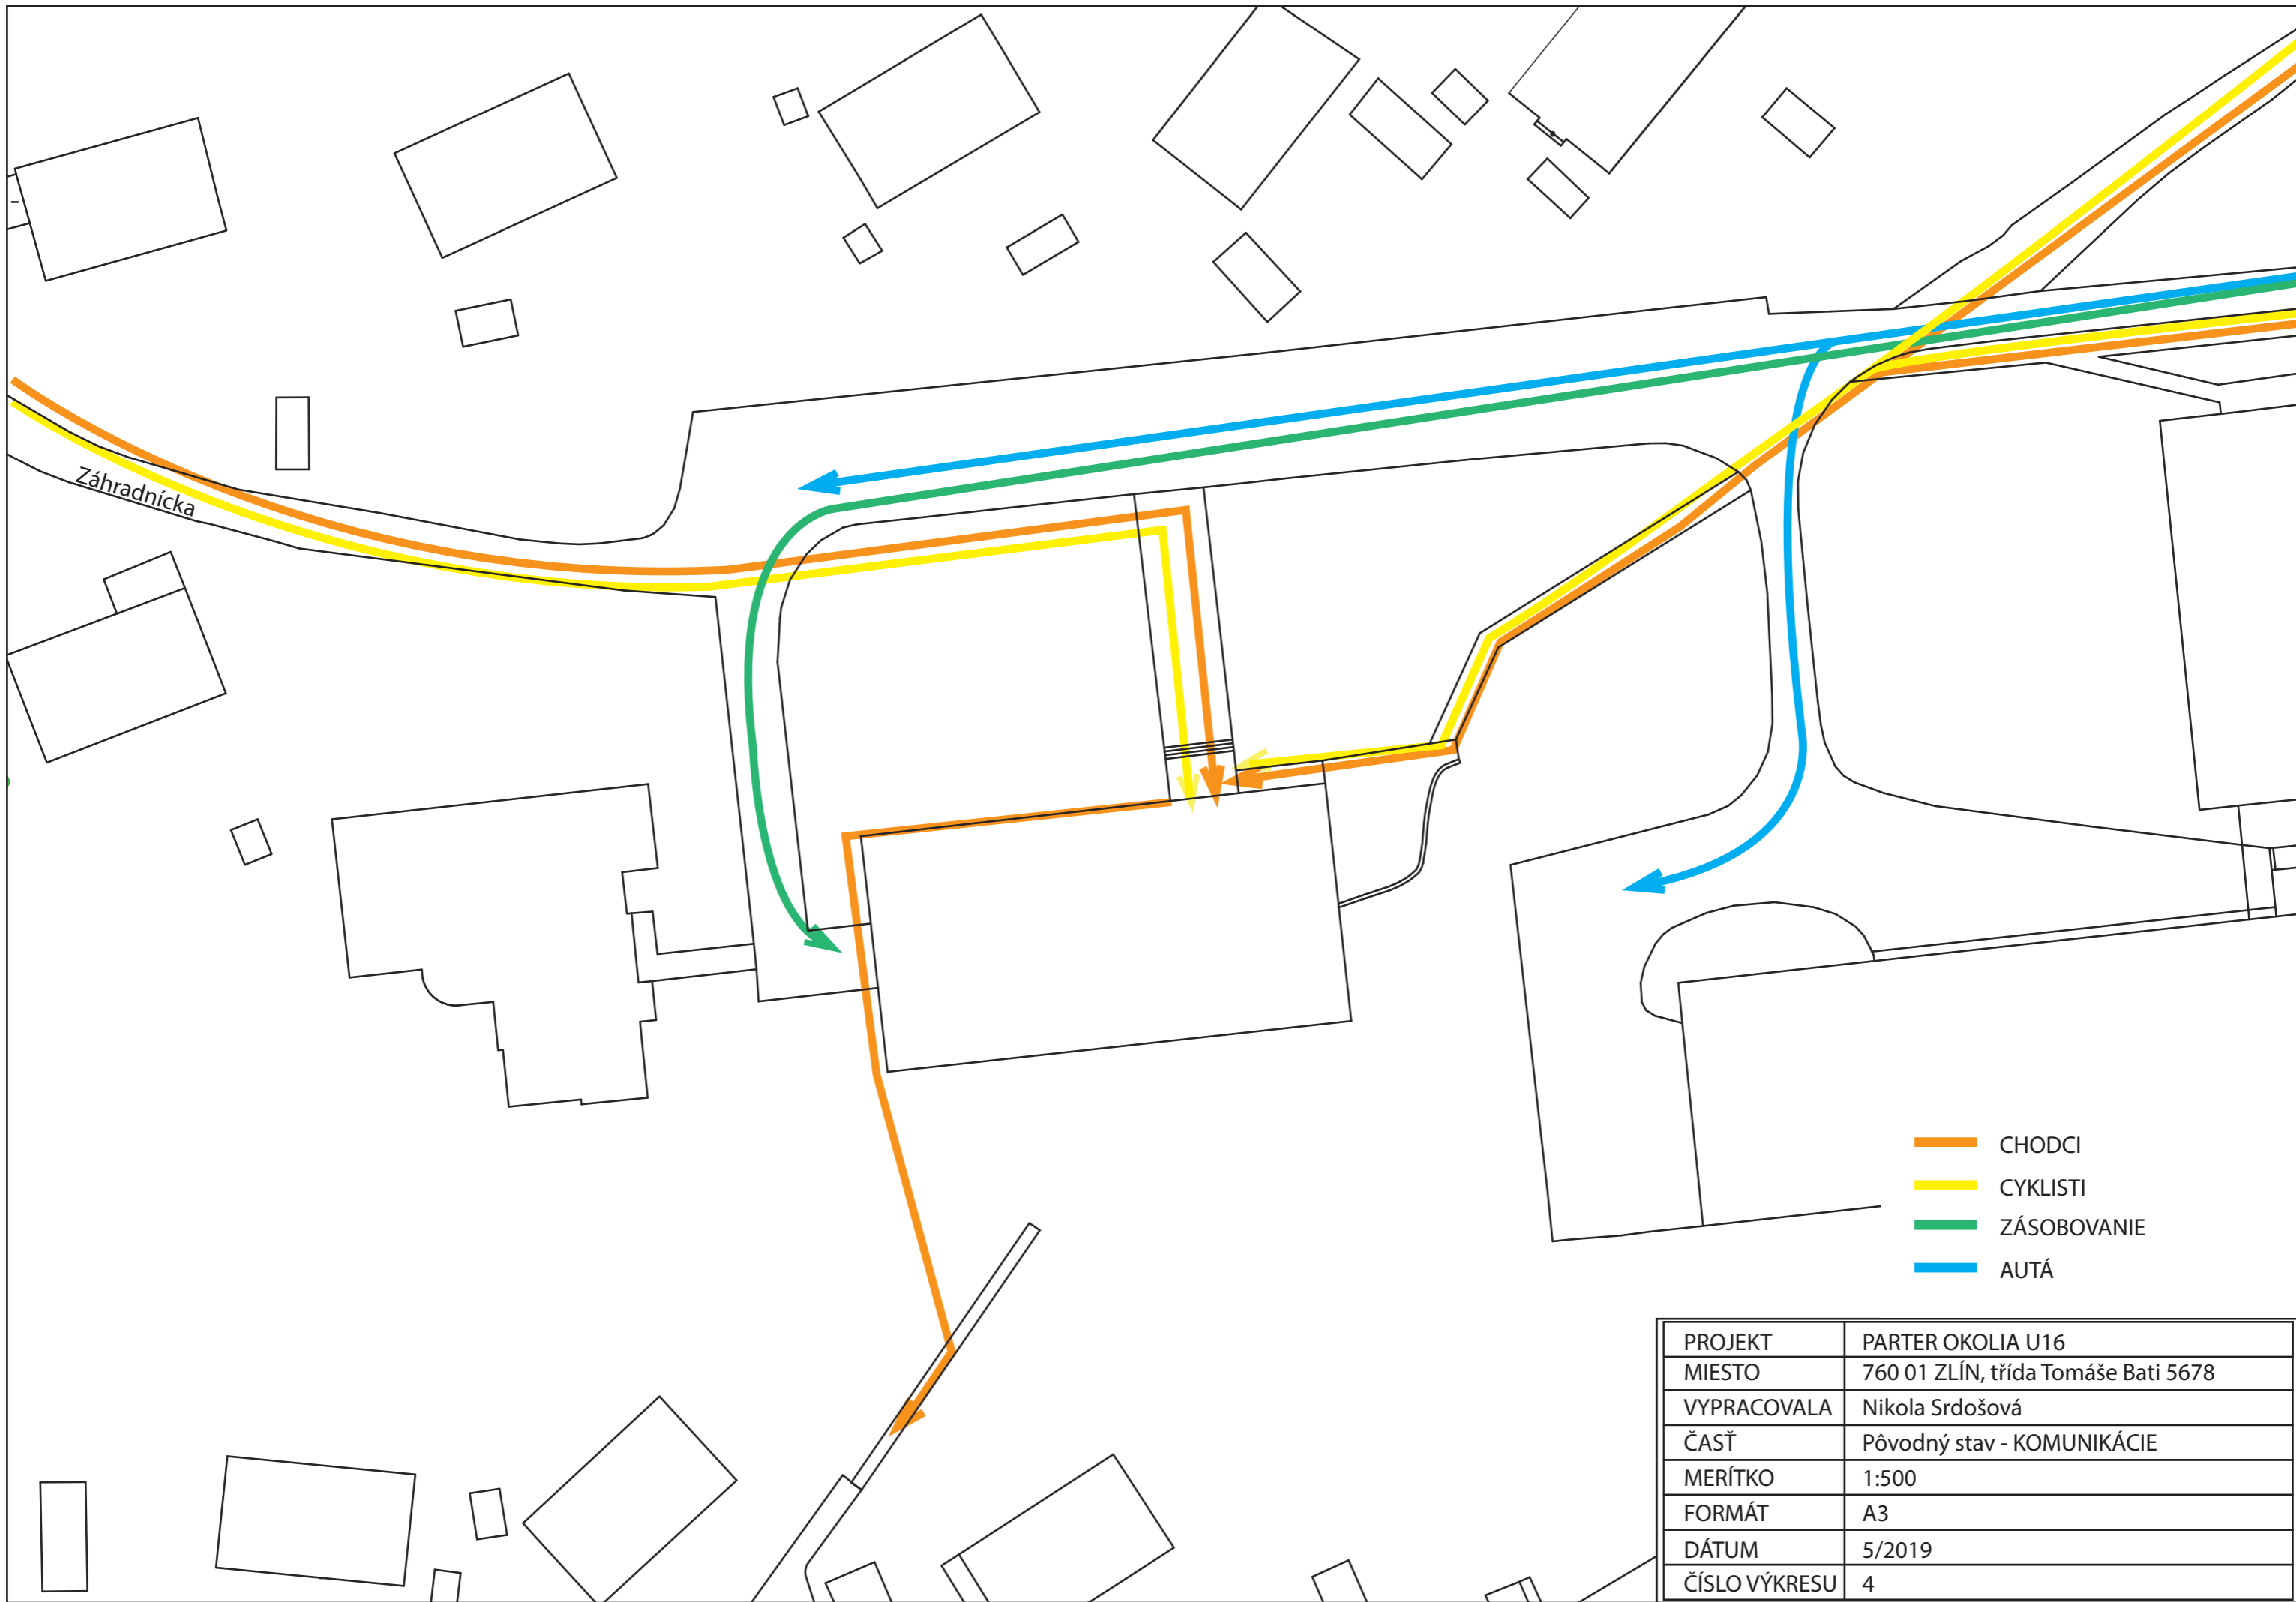 Záhradnícka
CHODCI
CYKLISTI
ZÁSOBOVANIE
AUTÁ
PROJEKT PARTER OKOLIA U16
MIESTO 760 01 ZLÍN, třída Tomáše Bati 5678
VYPRACOVALA Nikola Srdošová
ČASŤ Pôvodný stav - KOMUNIKÁCIE
MERÍTKO 1:500
FORMÁT A3
DÁTUM 5/2019
ČÍSLO VÝKRESU 4